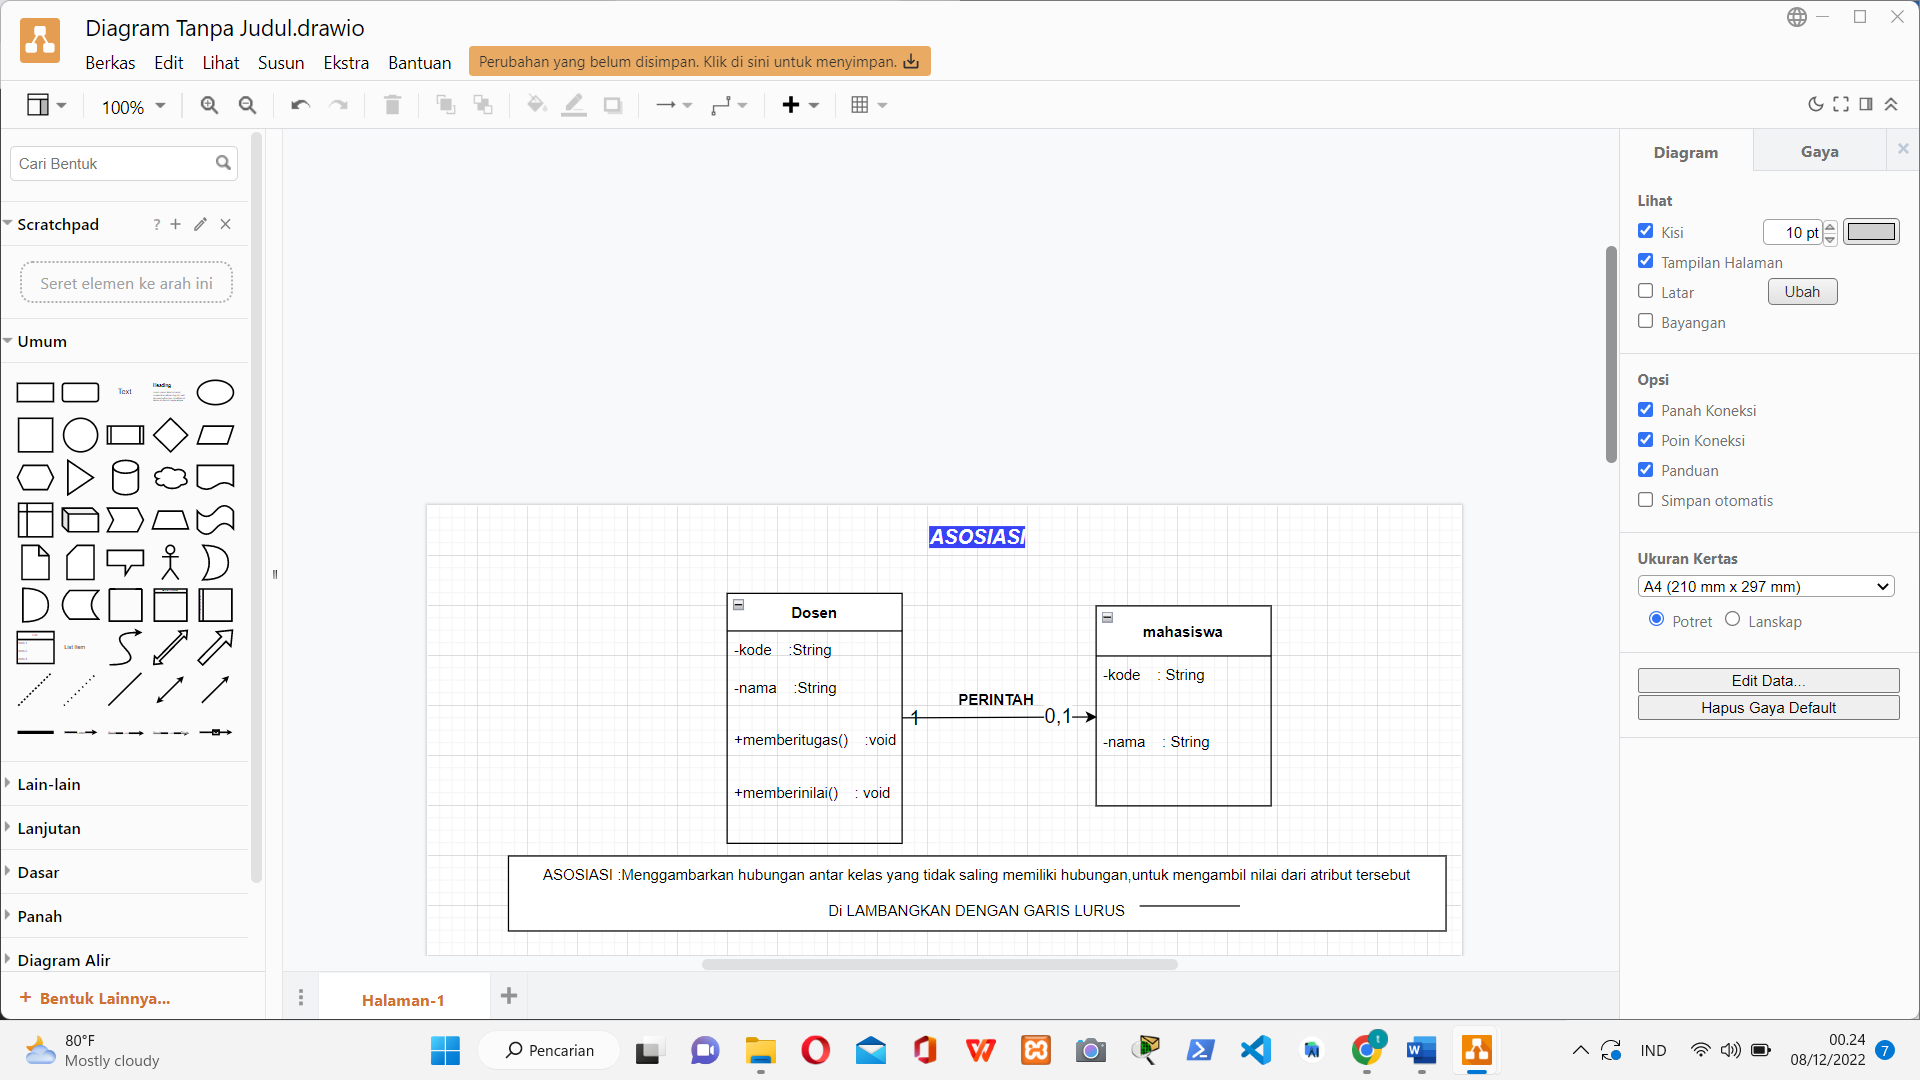 Diagram Tanpa Judul.drawio
Berkas Edit Lihat Susun Ekstra Bantuan
Perubahan yang belum disimpan. Klik di sini untuk menyimpan.
100%
Cari Bentuk
Scratchpad
?
Seret elemen ke arah ini
Umum
Text
Heading
List Item
Lain-lain
Lanjutan
Dasar
Panah
Diagram Alir
+ Bentuk Lainnya...
ASOSIASI
Dosen
-kode :String
-nama :String
+memberitugas() :void
+memberinilai() : void
1
PERINTAH
0,1
mahasiswa
-kode : String
-nama : String
ASOSIASI :Menggambarkan hubungan antar kelas yang tidak saling memiliki hubungan,untuk mengambil nilai dari atribut tersebut
Di LAMBANGKAN DENGAN GARIS LURUS
Halaman-1
Diagram
Gaya
Lihat
Kisi
10 pt
Tampilan Halaman
Latar
Ubah
Bayangan
Opsi
Panah Koneksi
Poin Koneksi
Panduan
Simpan otomatis
Ukuran Kertas
A4 (210 mm x 297 mm)
Potret
Lanskap
Edit Data...
Hapus Gaya Default
80°F
Mostly cloudy
Pencarian
t
IND
00.24
08/12/2022
7